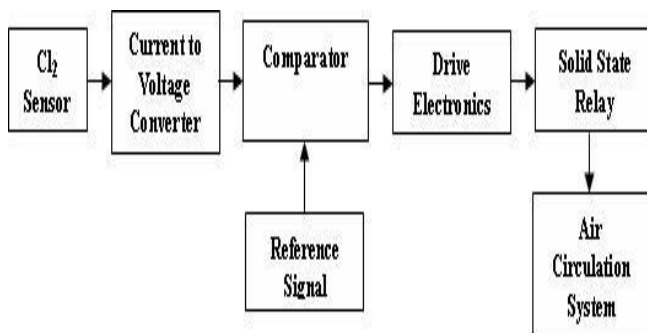 Cl₂
Sensor
Current to
Voltage
Converter
Comparator
Drive
Electronics
Solid State
Relay
Reference
Signal
Air
Circulation
System